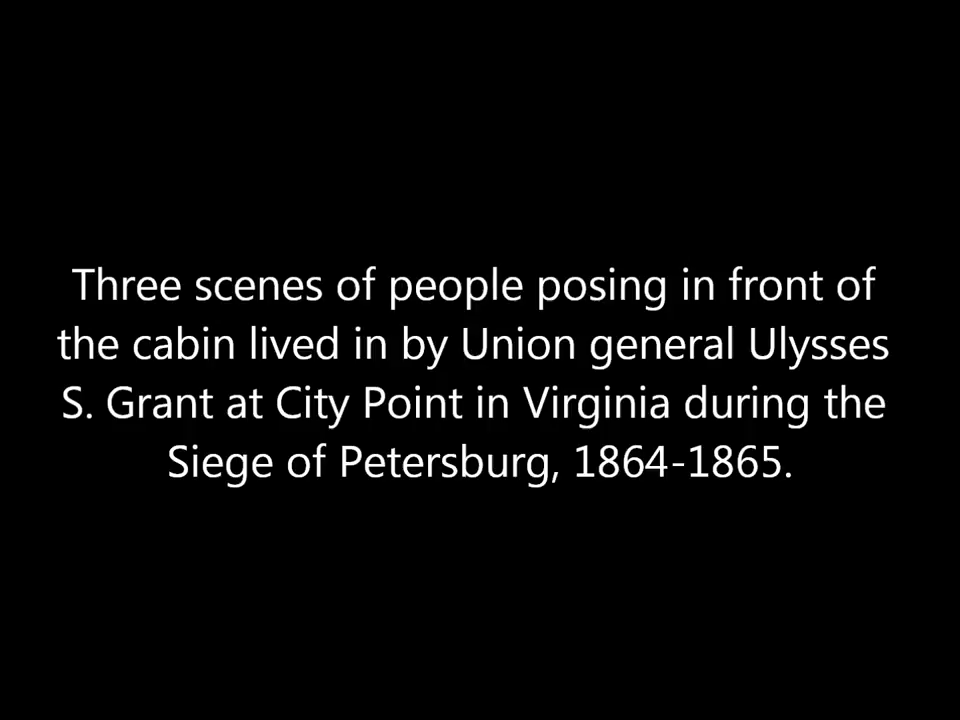 Three scenes of people posing in front of
the cabin lived in by Union general Ulysses
S. Grant at City Point in Virginia during the
Siege of Petersburg, 1864-1865.